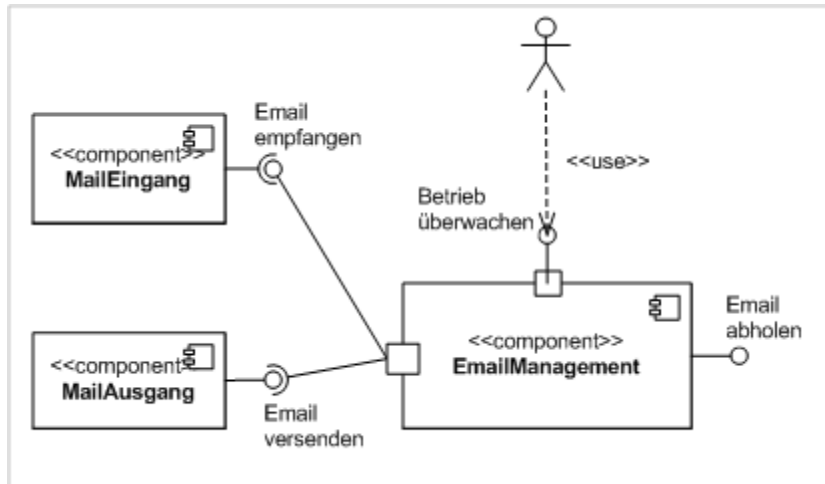 Email
empfangen
<<component>>
MailEingang
<<use>>
Betrieb
überwachen
<<component>>
EmailManagement
Email
abholen
<<component>>
MailAusgang
Email
versenden